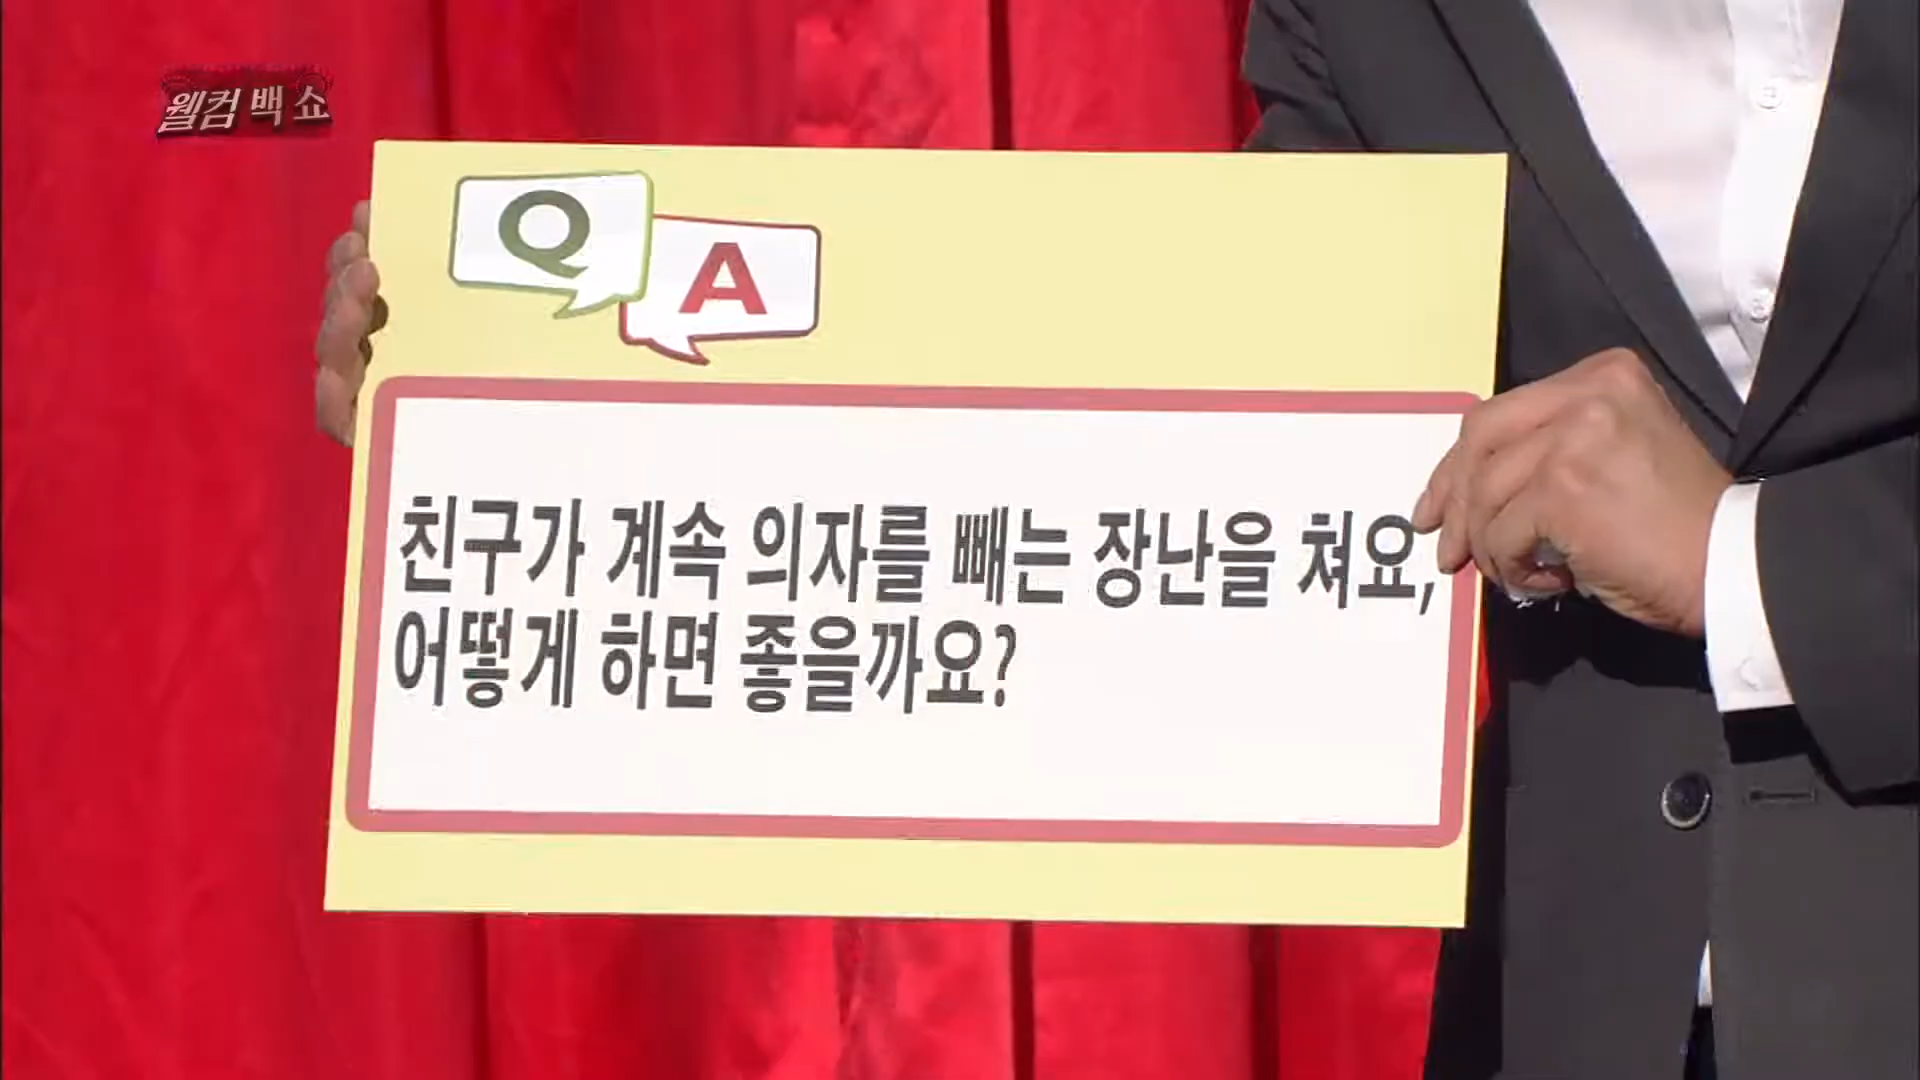 웰컴 백 쇼
Q
A
친구가 계속 의자를 빼는 장난을 쳐요,
어떻게 하면 좋을까요?